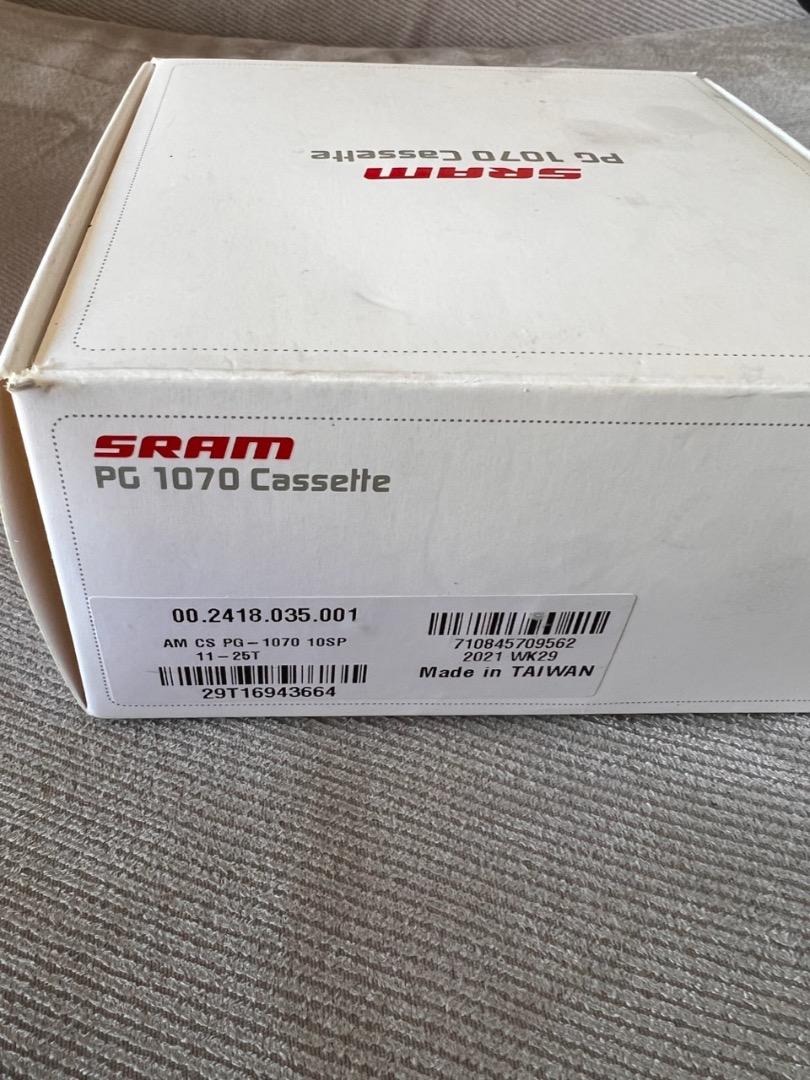 PG 1070 Cassette
SRAM
SRAM
PG 1070 Cassette
00.2418.035.001
AM CS PG-1070 10SP
11-25T
29T16943664
710845709562
2021 WK29
Made in TAIWAN